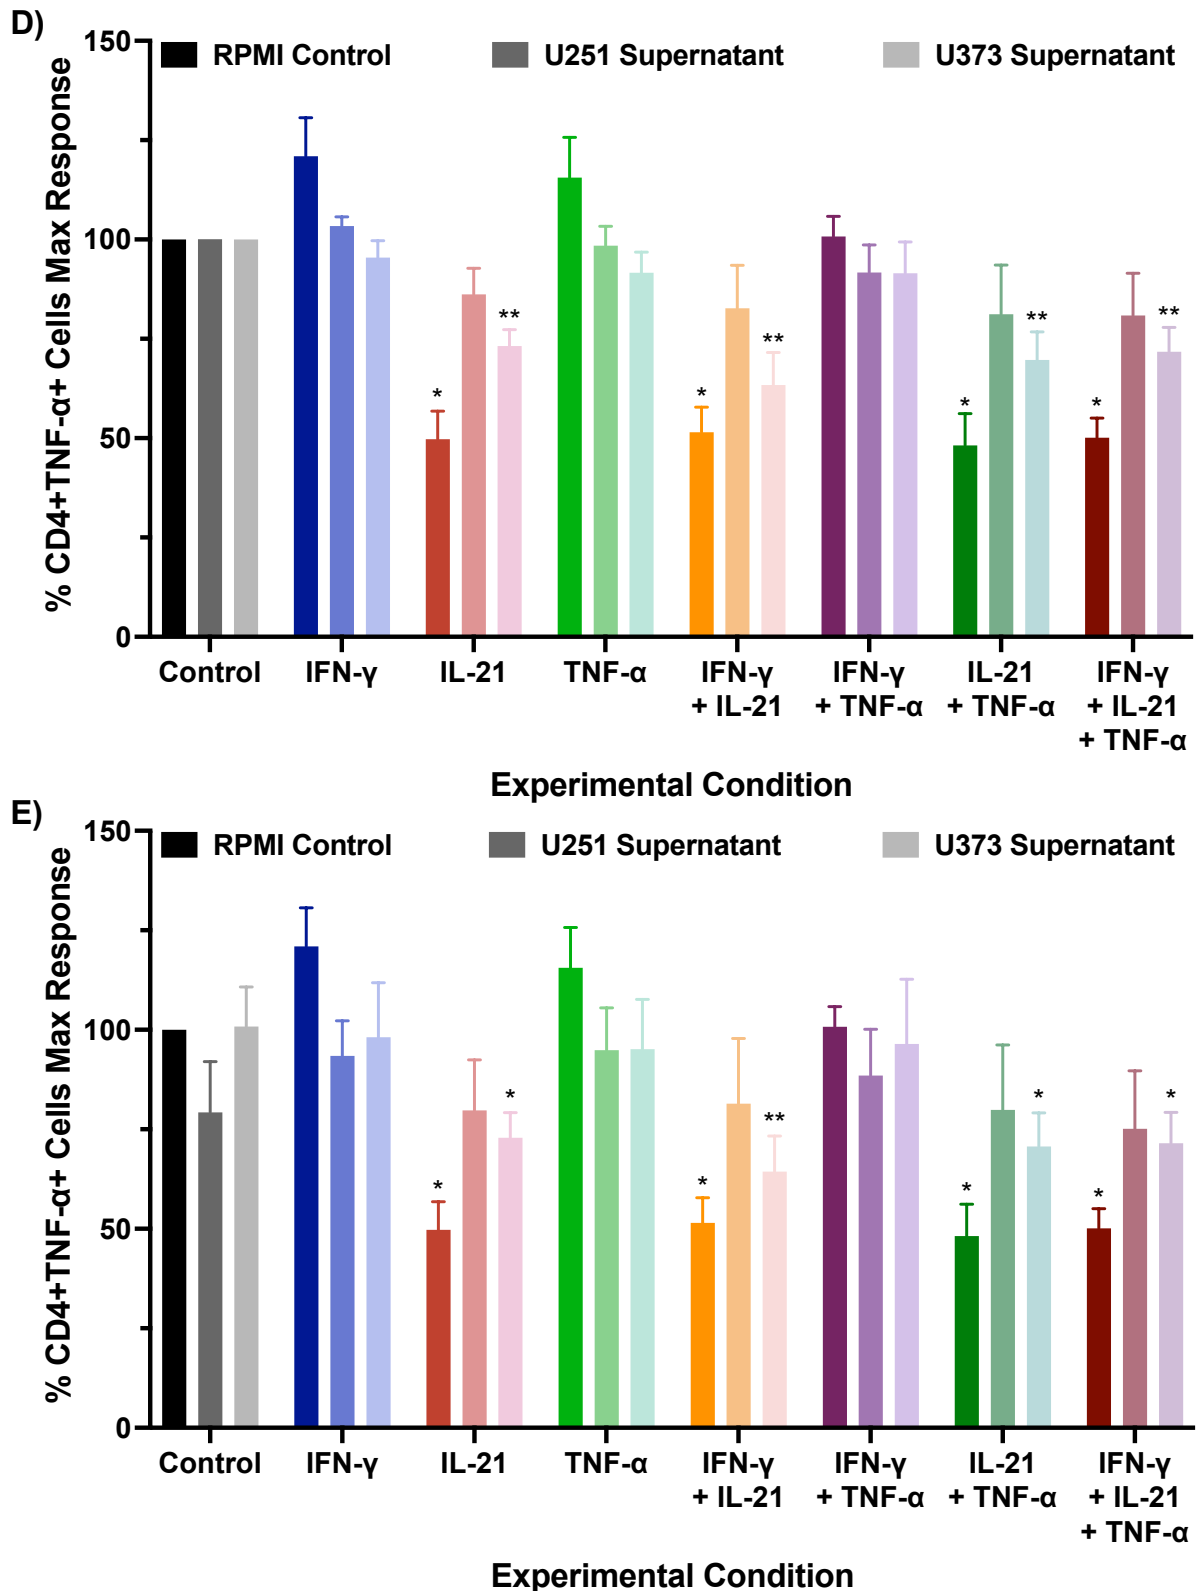 D)
% CD4+TNF-α+ Cells Max Response
150
100
50
0
RPMI Control
U251 Supernatant
U373 Supernatant
*
**
*
**
*
**
*
**
Control
IFN-γ
IL-21
TNF-α
IFN-γ
+ IL-21
IFN-γ
+ TNF-α
IL-21
+ TNF-α
IFN-γ
+ IL-21
+ TNF-α
Experimental Condition
E)
% CD4+TNF-α+ Cells Max Response
150
100
50
0
RPMI Control
U251 Supernatant
U373 Supernatant
*
*
*
**
*
*
*
*
Control
IFN-γ
IL-21
TNF-α
IFN-γ
+ IL-21
IFN-γ
+ TNF-α
IL-21
+ TNF-α
IFN-γ
+ IL-21
+ TNF-α
Experimental Condition